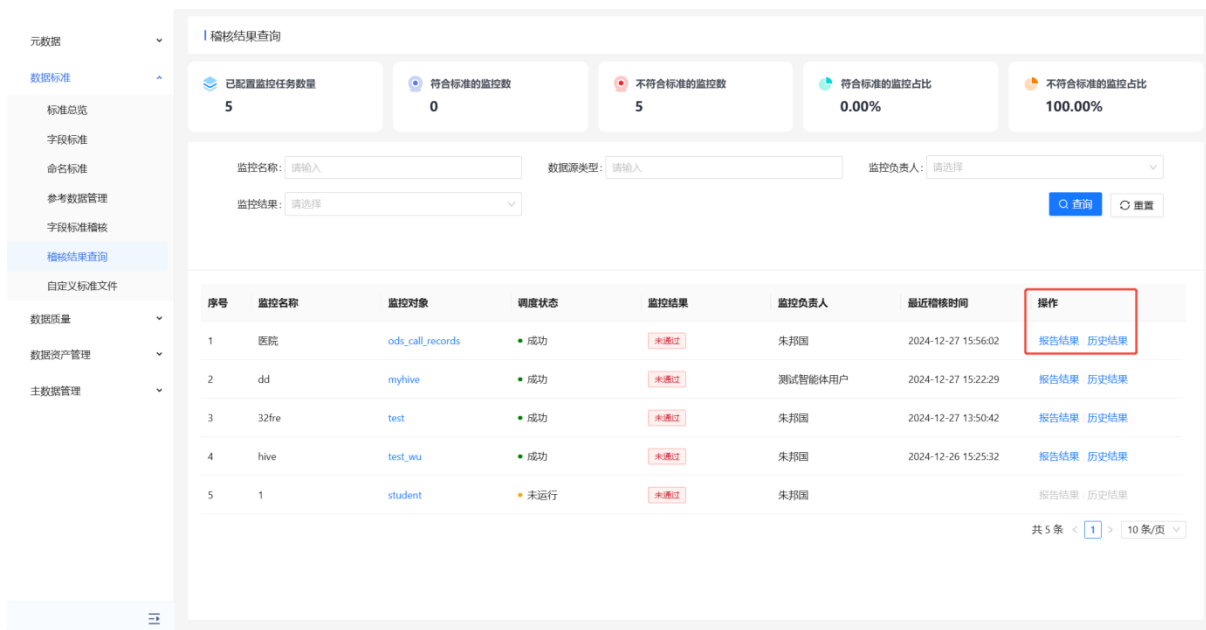 元数据
数据标准
标准总览
字段标准
命名标准
参考数据管理
字段标准稽核
稽核结果查询
自定义标准文件
数据质量
数据资产管理
主数据管理
稽核结果查询
已配置监控任务数量 符合标准的监控数 不符合标准的监控数 符合标准的监控占比 不符合标准的监控占比
5 0 5 0.00% 100.00%
监控名称: 请输入 数据源类型: 请输入 监控负责人: 请选择
监控结果: 请选择 查询 重置
序号 监控名称 监控对象 调度状态 监控结果 监控负责人 最近稽核时间 操作
1 医院 ods_call_records 成功 未通过 朱邦国 2024-12-27 15:56:02 报告结果 历史结果
2 dd myhive 成功 未通过 测试智能体用户 2024-12-27 15:22:29 报告结果 历史结果
3 32fre test 成功 未通过 朱邦国 2024-12-27 13:50:42 报告结果 历史结果
4 hive test_wu 成功 未通过 朱邦国 2024-12-26 15:25:32 报告结果 历史结果
5 1 student 未运行 未通过 朱邦国 报告结果 历史结果
共 5 条 < 1 > 10 条/页